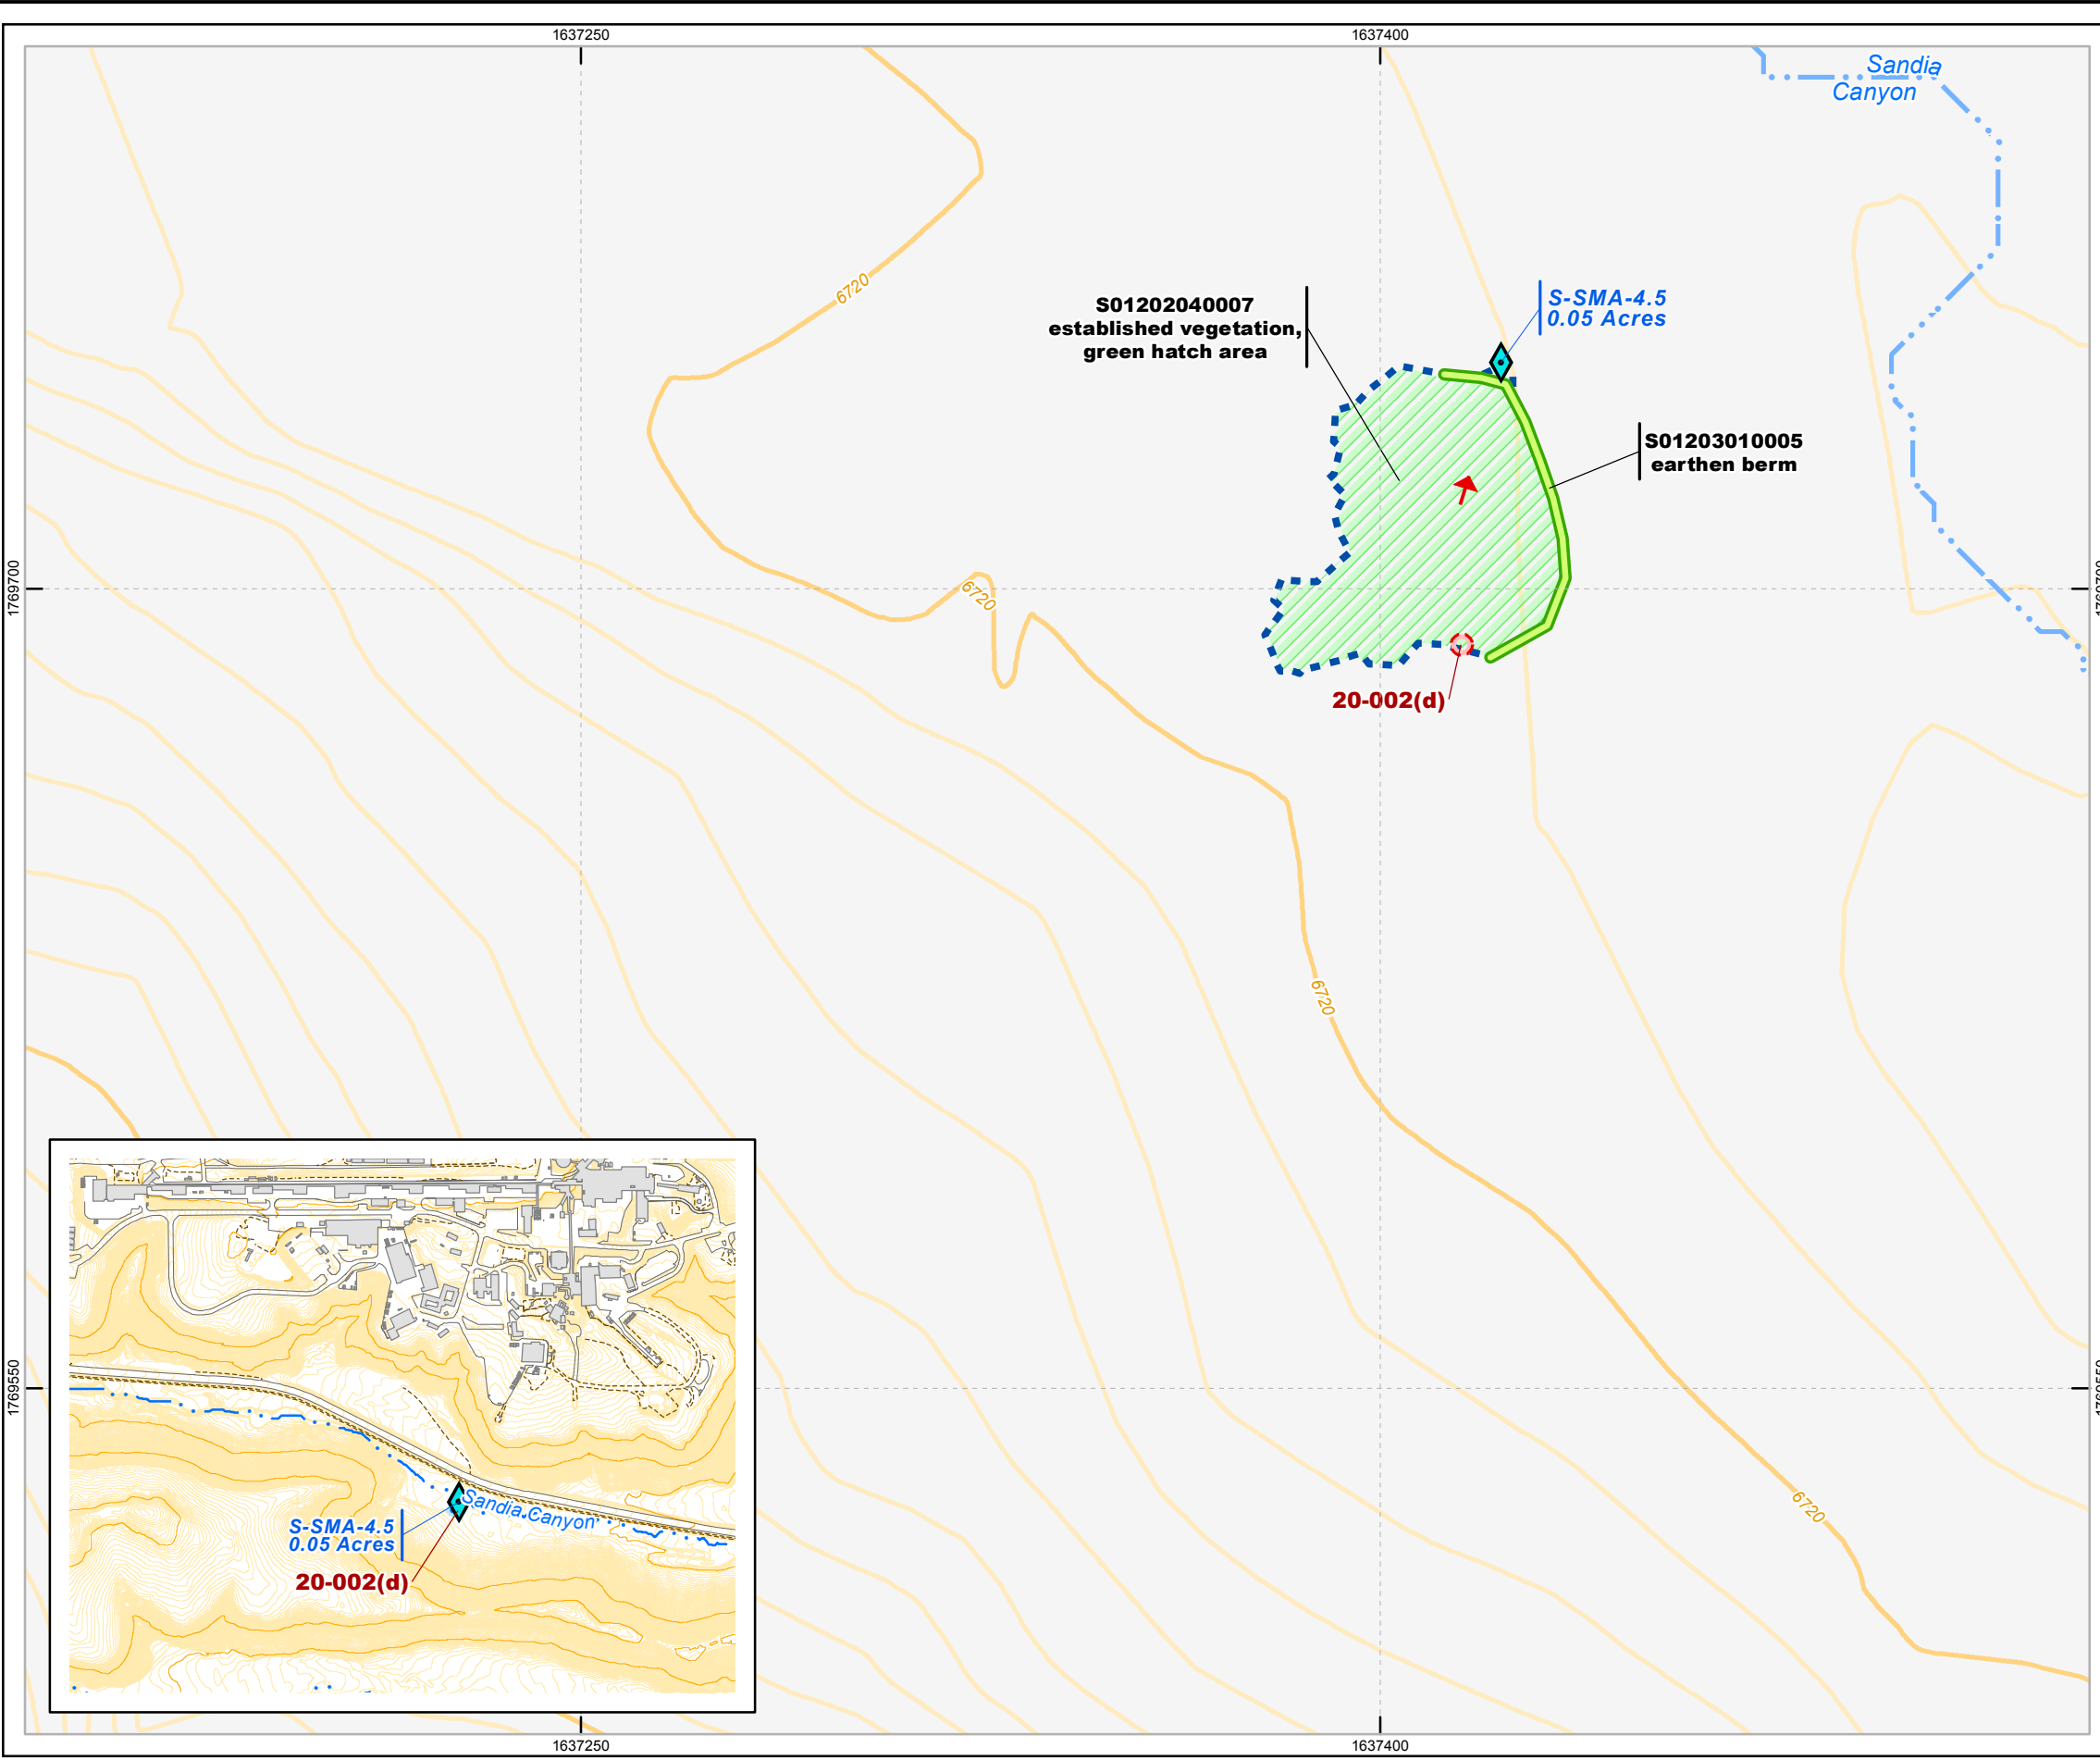 1637250
1637400
Sandia
Canyon
6720
S01202040007
established vegetation,
green hatch area
S-SMA-4.5
0.05 Acres
S01203010005
earthen berm
1769700
6720
20-002(d)
6720
1769550
6720
S-SMA-4.5
0.05 Acres
Sandia Canyon
20-002(d)
1637250
1637400